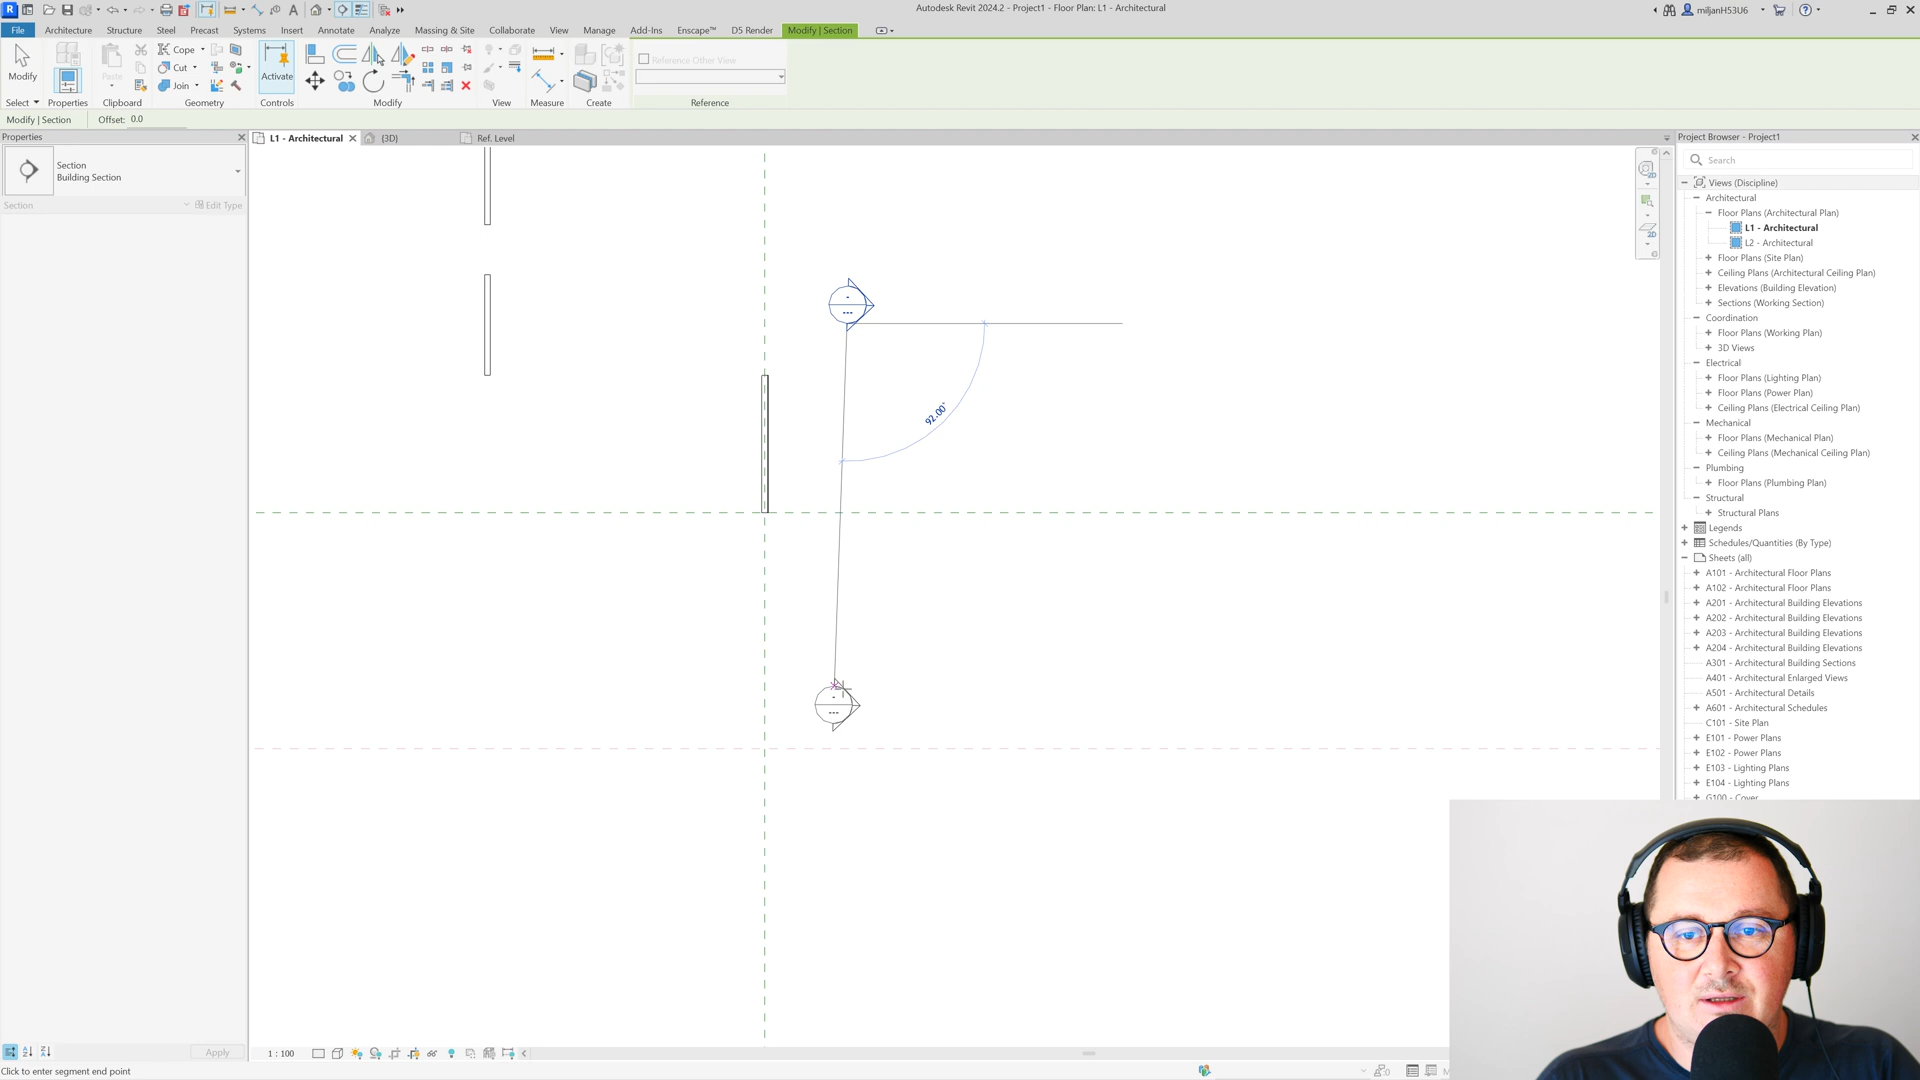 Autodesk Revit 2024.2 - Project1 - Floor Plan: L1 - Architectural
miljanH53U6
File
Architecture
Structure
Steel
Precast
Systems
Insert
Annotate
Analyze
Massing & Site
Collaborate
View
Manage
Add-Ins
Enscape™
D5 Render
Modify | Section
Modify
Paste
Cope
Cut
Join
Activate
Reference Other View
Select
Properties
Clipboard
Geometry
Controls
Modify
View
Measure
Create
Reference
Modify | Section
Offset: 0.0
Properties
L1 - Architectural
{3D}
Ref. Level
Section
Building Section
Section
Edit Type
92.00°
2D
2D
Project Browser - Project1
Search
Views (Discipline)
Architectural
Floor Plans (Architectural Plan)
L1 - Architectural
L2 - Architectural
Floor Plans (Site Plan)
Ceiling Plans (Architectural Ceiling Plan)
Elevations (Building Elevation)
Sections (Working Section)
Coordination
Floor Plans (Working Plan)
3D Views
Electrical
Floor Plans (Lighting Plan)
Floor Plans (Power Plan)
Ceiling Plans (Electrical Ceiling Plan)
Mechanical
Floor Plans (Mechanical Plan)
Ceiling Plans (Mechanical Ceiling Plan)
Plumbing
Floor Plans (Plumbing Plan)
Structural
Structural Plans
Legends
Schedules/Quantities (By Type)
Sheets (all)
A101 - Architectural Floor Plans
A102 - Architectural Floor Plans
A201 - Architectural Building Elevations
A202 - Architectural Building Elevations
A203 - Architectural Building Elevations
A204 - Architectural Building Elevations
A301 - Architectural Building Sections
A401 - Architectural Enlarged Views
A501 - Architectural Details
A601 - Architectural Schedules
C101 - Site Plan
E101 - Power Plans
E102 - Power Plans
E103 - Lighting Plans
E104 - Lighting Plans
G100 - Cover
Apply
1 : 100
Click to enter segment end point
:0